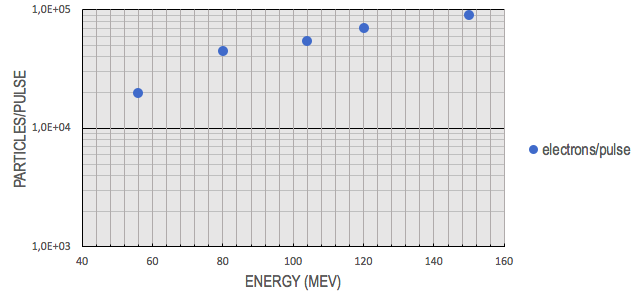 1,0E+05
1,0E+04
1,0E+03
PARTICLES/PULSE
40 60 80 100 120 140 160
ENERGY (MEV)
electrons/pulse